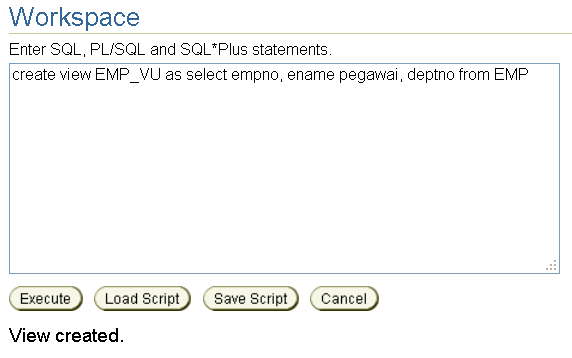 Workspace
Enter SQL, PL/SQL and SQL*Plus statements.
create view EMP_VU as select empno, ename pegawai, deptno from EMP
Execute Load Script Save Script Cancel
View created.